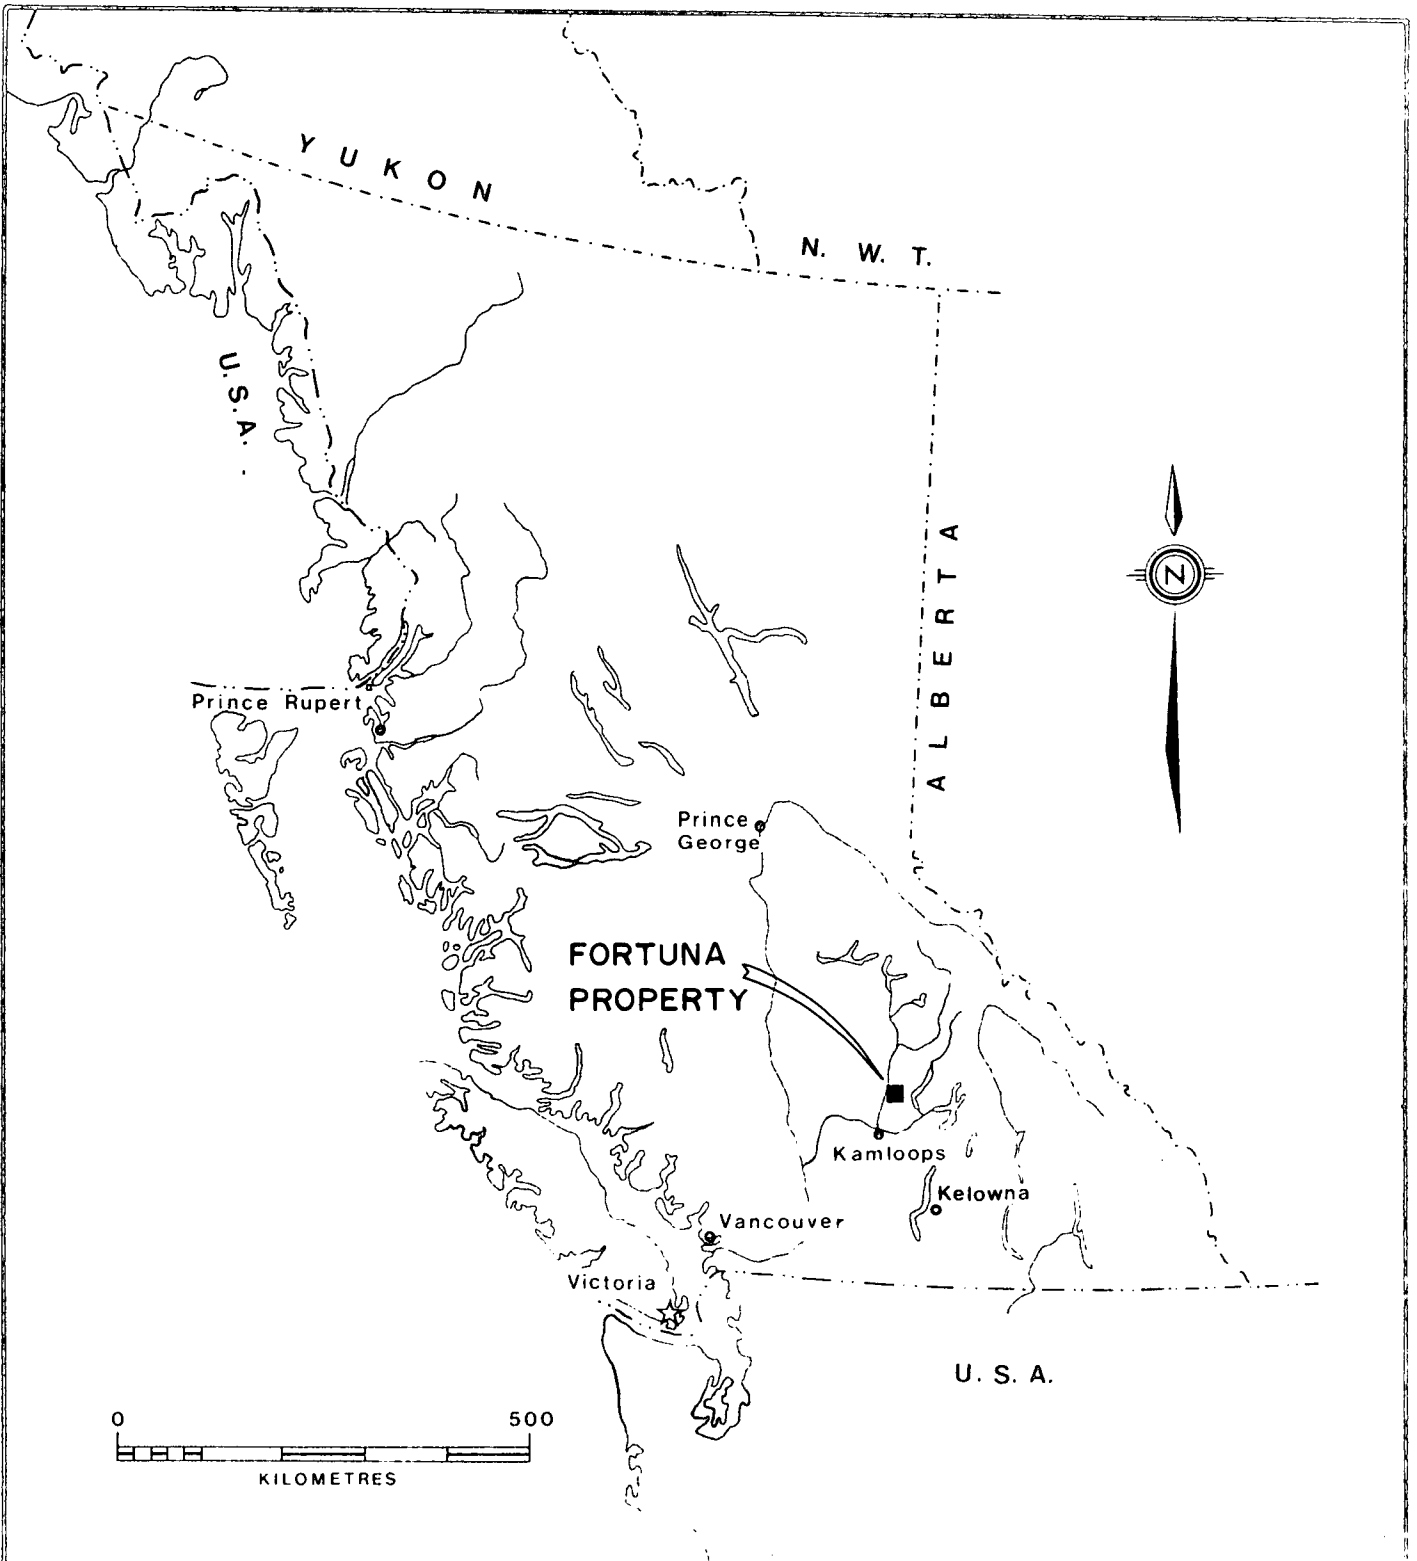 YUKON
N. W. T.
U.S.A.
ALBERTA
N
Prince Rupert
Prince
George
FORTUNA
PROPERTY
Kamloops
Kelowna
Vancouver
Victoria
U. S. A.
0 500
KILOMETRES